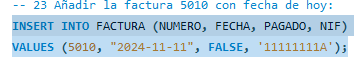 -- 23 Añadir la factura 5010 con fecha de hoy:
INSERT INTO FACTURA (NUMERO, FECHA, PAGADO, NIF)
VALUES (5010, "2024-11-11", FALSE, '11111111A');